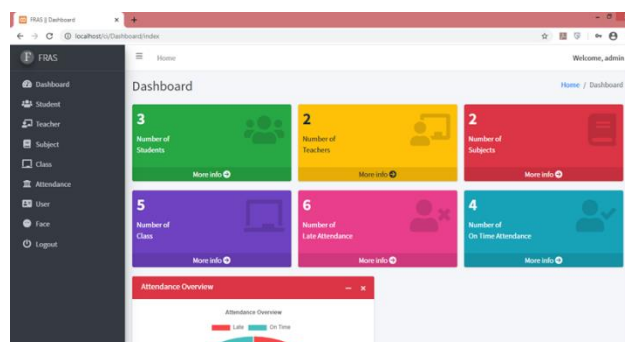 FRAS || Dashboard
localhost/ci/Dashboard/index
F FRAS
Home
Welcome, admin
Dashboard
Student
Teacher
Subject
Class
Attendance
User
Face
Logout
Dashboard
Home / Dashboard
3
Number of
Students
More info
2
Number of
Teachers
More info
2
Number of
Subjects
More info
5
Number of
Class
More info
6
Number of
Late Attendance
More info
4
Number of
On Time Attendance
More info
Attendance Overview
Attendance Overview
Late
On Time